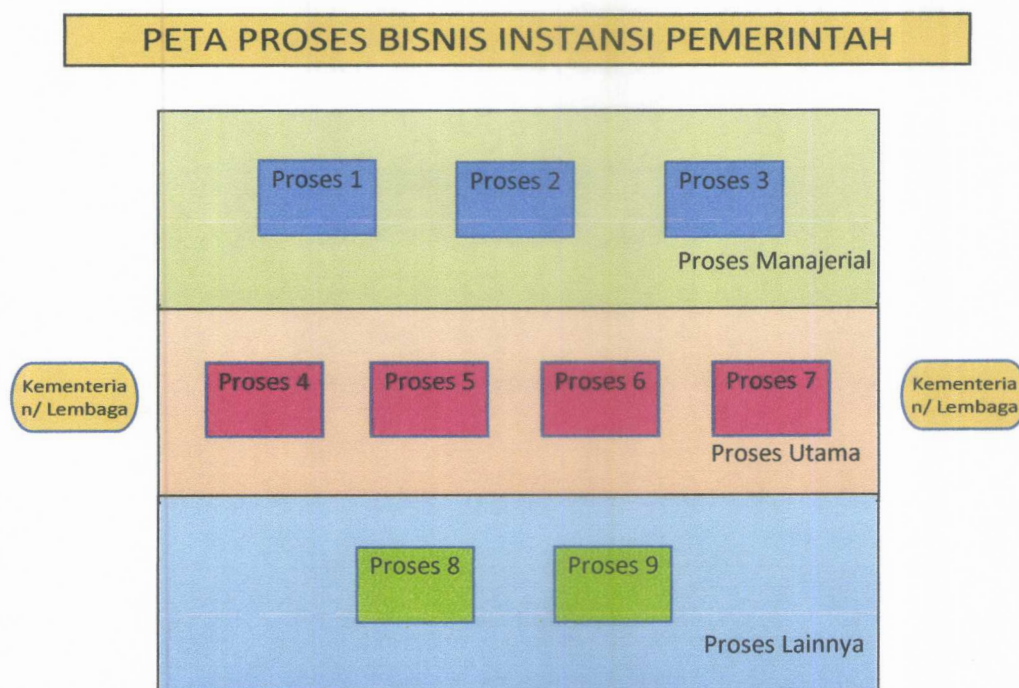 PETA PROSES BISNIS INSTANSI PEMERINTAH
Proses 1
Proses 2
Proses 3
Proses Manajerial
Kementeria
n/ Lembaga
Proses 4
Proses 5
Proses 6
Proses 7
Kementeria
n/ Lembaga
Proses Utama
Proses 8
Proses 9
Proses Lainnya